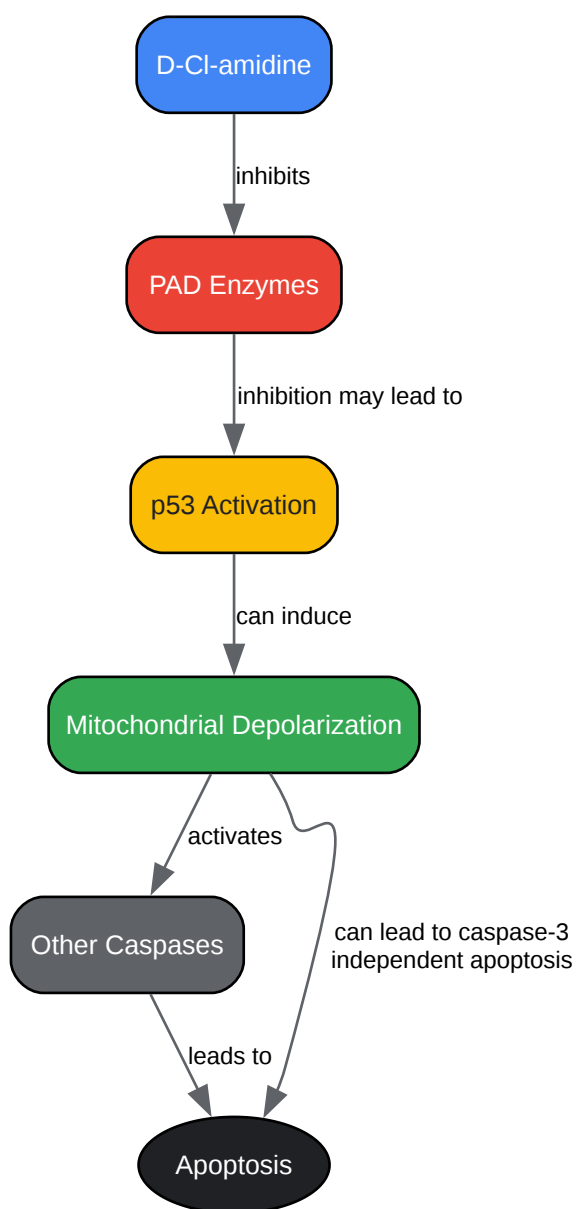 D-Cl-amidine
inhibits
PAD Enzymes
inhibition may lead to
p53 Activation
can induce
Mitochondrial Depolarization
activates
Other Caspases
can lead to caspase-3
independent apoptosis
leads to
Apoptosis